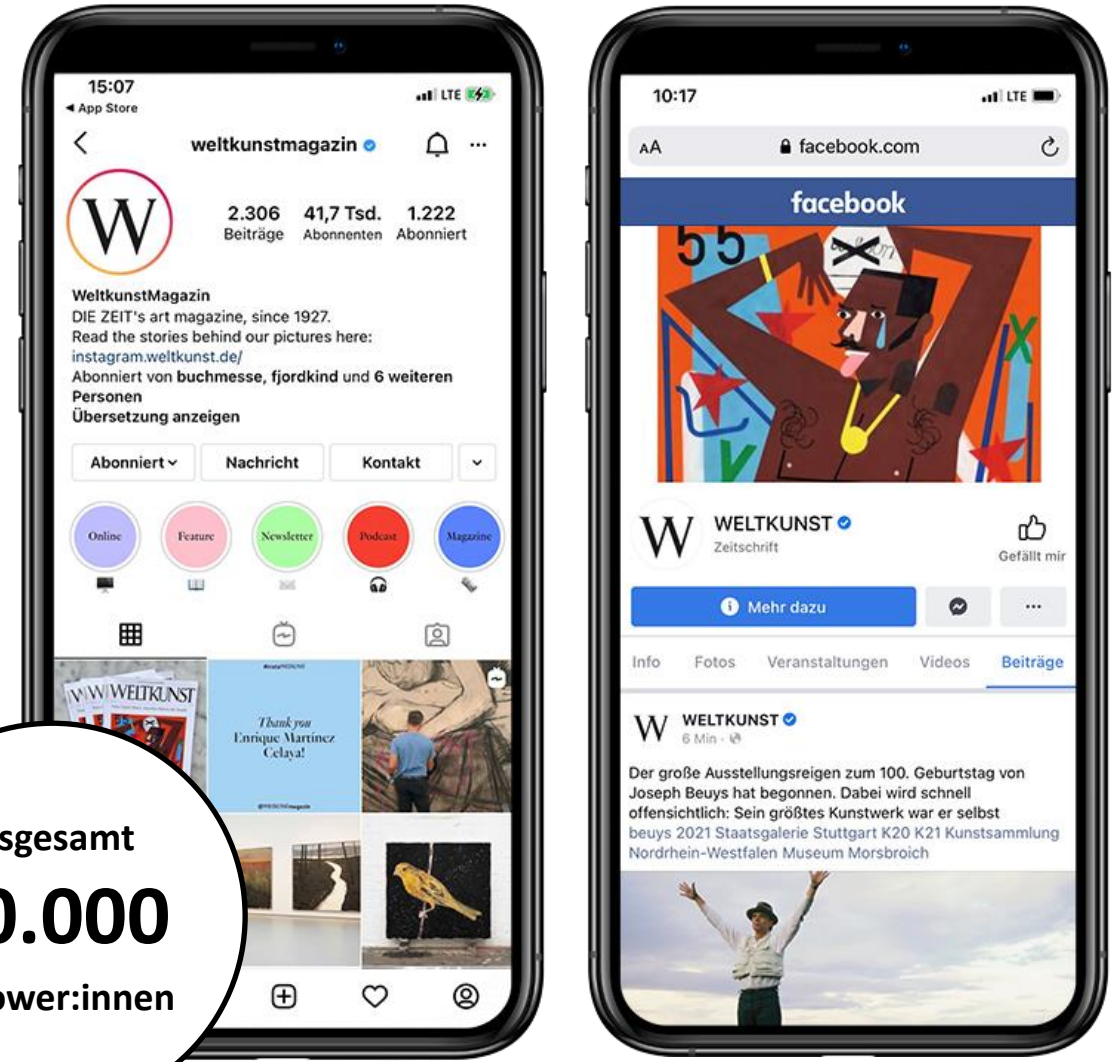 15:07
LTE
App Store
weltkunstmagazin
W
2.306 41,7 Tsd. 1.222
Beiträge Abonnenten Abonniert
WeltkunstMagazin
DIE ZEIT's art magazine, since 1927.
Read the stories behind our pictures here:
instagram.weltkunst.de/
Abonniert von buchmesse, fjordkind und 6 weiteren
Personen
Übersetzung anzeigen
Abonniert Nachricht Kontakt
Online Feature Newsletter Podcast Magazine
WELTKUNST
Thank you
Enrique Martínez
Celaya!
sgesamt
0.000
ower:innen
10:17
LTE
AA facebook.com
facebook
55
WELTKUNST
W
Zeitschrift
Gefällt mir
Mehr dazu
Info Fotos Veranstaltungen Videos Beiträge
W WELTKUNST
6 Min ·
Der große Ausstellungsreigen zum 100. Geburtstag von
Joseph Beuys hat begonnen. Dabei wird schnell
offensichtlich: Sein größtes Kunstwerk war er selbst
beuys 2021 Staatsgalerie Stuttgart K20 K21 Kunstsammlung
Nordrhein-Westfalen Museum Morsbroich